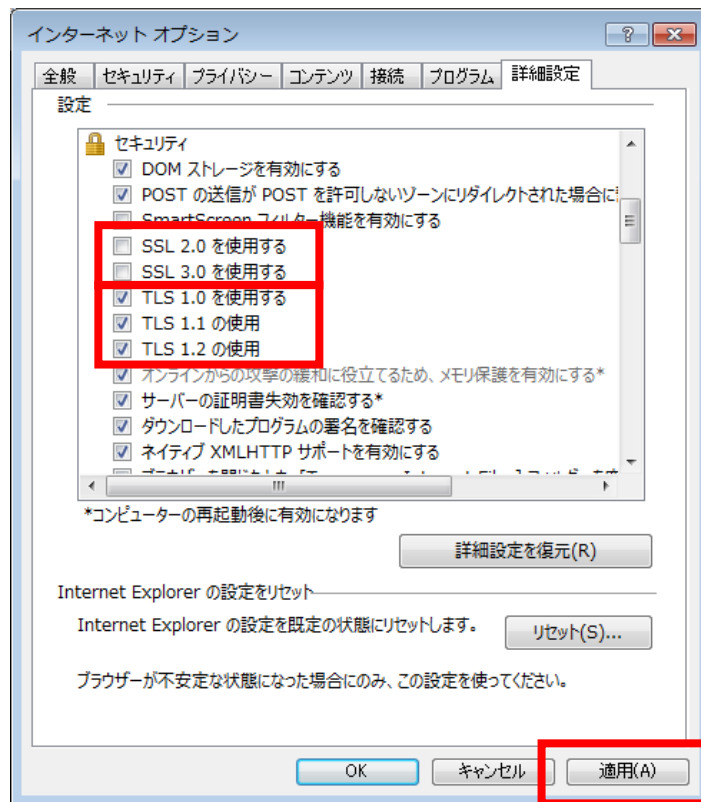 インターネット オプション
全般 セキュリティ プライバシー コンテンツ 接続 プログラム 詳細設定
設定
セキュリティ
DOM ストレージを有効にする
POST の送信が POST を許可しないゾーンにリダイレクトされた場合に
SmartScreen フィルター機能を有効にする
SSL 2.0 を使用する
SSL 3.0 を使用する
TLS 1.0 を使用する
TLS 1.1 の使用
TLS 1.2 の使用
オンラインからの攻撃の緩和に役立てるため、メモリ保護を有効にする*
サーバーの証明書失効を確認する*
ダウンロードしたプログラムの署名を確認する
ネイティブ XMLHTTP サポートを有効にする
*コンピューターの再起動後に有効になります
詳細設定を復元(R)
Internet Explorer の設定をリセット
Internet Explorer の設定を既定の状態にリセットします。
リセット(S)...
ブラウザーが不安定な状態になった場合にのみ、この設定を使ってください。
OK キャンセル 適用(A)